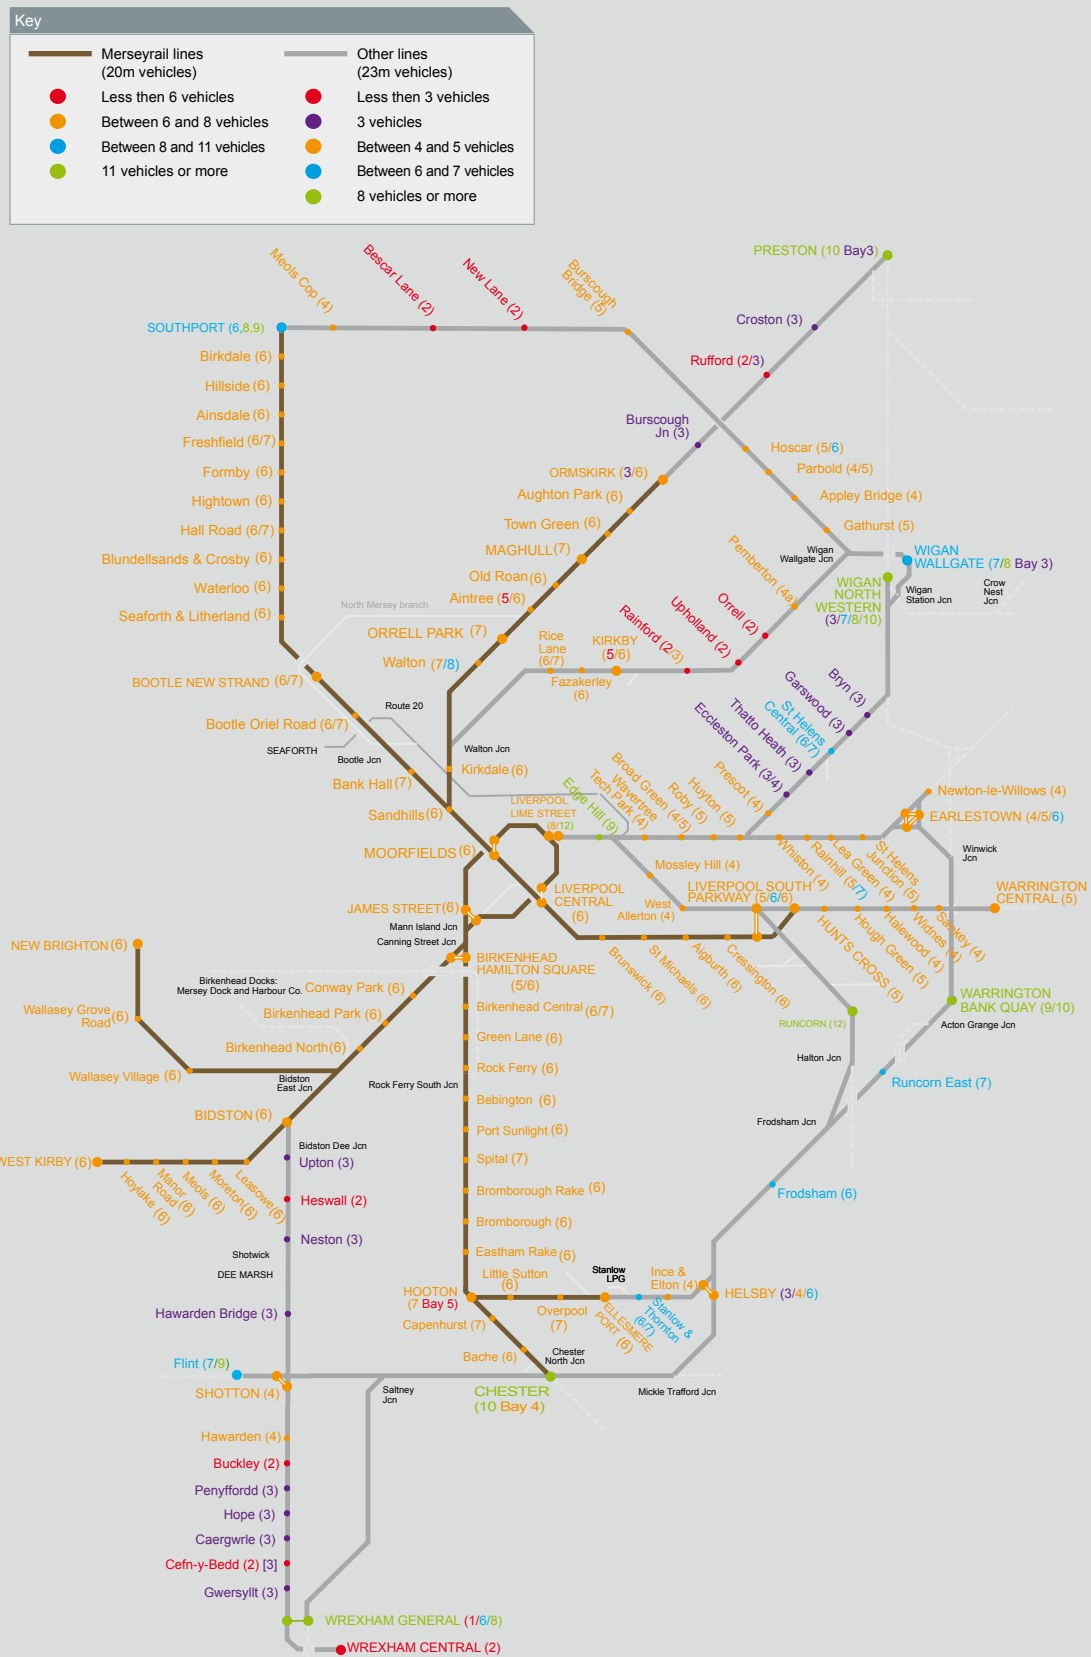 Key
Merseyrail lines
(20m vehicles)
Less then 6 vehicles
Between 6 and 8 vehicles
Between 8 and 11 vehicles
11 vehicles or more
Other lines
(23m vehicles)
Less then 3 vehicles
3 vehicles
Between 4 and 5 vehicles
Between 6 and 7 vehicles
8 vehicles or more
PRESTON (10 Bay3)
Croston (3)
Rufford (2/3)
Burscough
Jn (3)
Meols Cop (4)
Bescar Lane (2)
New Lane (2)
Burscough
Bridge (5)
SOUTHPORT (6,8,9)
Birkdale (6)
Hillside (6)
Ainsdale (6)
Freshfield (6/7)
Formby (6)
Hightown (6)
Hall Road (6/7)
Blundellsands & Crosby (6)
Waterloo (6)
Seaforth & Litherland (6)
BOOTLE NEW STRAND (6/7)
Bootle Oriel Road (6/7)
SEAFORTH
Bootle Jcn
Bank Hall (7)
Sandhills (6)
North Mersey branch
Route 20
ORMSKIRK (3/6)
Aughton Park (6)
Town Green (6)
MAGHULL (7)
Old Roan (6)
Aintree (5/6)
ORRELL PARK (7)
Walton (7/8)
Walton Jcn
Kirkdale (6)
Rice
Lane
(6/7)
Fazakerley
(6)
KIRKBY
(5/6)
Rainford (2/3)
Upholland (2)
Orrell (2)
Pemberton (4a)
Hoscar (5/6)
Parbold (4/5)
Appley Bridge (4)
Gathurst (5)
Wigan
Wallgate Jcn
WIGAN
WALLGATE (7/8 Bay 3)
WIGAN
NORTH
WESTERN
(3/7/8/10)
Wigan
Station Jcn
Crow
Nest
Jcn
Bryn (3)
Garswood (3)
St Helens
Central (6/7)
Thatto Heath (3)
Eccleston Park (3/4)
Prescot (4)
Huyton (5)
Roby (5)
Broad Green (4/5)
Wavertree
Tech Park (4)
Edge Hill (9)
LIVERPOOL
LIME STREET
(8/12)
Newton-le-Willows (4)
EARLESTOWN (4/5/6)
Winwick
Jcn
Whiston (4)
Rainhill (5/7)
Lea Green (4)
St Helens
Junction (5)
MOORFIELDS (6)
LIVERPOOL
CENTRAL
(6)
JAMES STREET (6)
Mann Island Jcn
Canning Street Jcn
Mossley Hill (4)
West
Allerton (4)
LIVERPOOL SOUTH
PARKWAY (5/6/6)
Brunswick (6)
St Michaels (6)
Aigburth (6)
Cressington (6)
HUNTS CROSS (5)
Hough Green (5)
Halewood (4)
Widnes (4)
Sankey (4)
WARRINGTON
CENTRAL (5)
WARRINGTON
BANK QUAY (9/10)
Acton Grange Jcn
RUNCORN (12)
Halton Jcn
Runcorn East (7)
Frodsham Jcn
Frodsham (6)
NEW BRIGHTON (6)
Wallasey Grove
Road (6)
Wallasey Village (6)
Birkenhead Docks:
Mersey Dock and Harbour Co.
BIRKENHEAD
HAMILTON SQUARE
(5/6)
Conway Park (6)
Birkenhead Park (6)
Birkenhead North (6)
Bidston
East Jcn
BIDSTON (6)
Bidston Dee Jcn
WEST KIRBY (6)
Hoylake (6)
Manor
Road (6)
Meols (6)
Moreton (6)
Leasowe (6)
Birkenhead Central (6/7)
Green Lane (6)
Rock Ferry (6)
Rock Ferry South Jcn
Bebington (6)
Port Sunlight (6)
Spital (7)
Bromborough Rake (6)
Bromborough (6)
Eastham Rake (6)
HOOTON
(7 Bay 5)
Little Sutton
(6)
Overpool
(7)
ELLESMERE
PORT (6)
Stanlow
LPG
Stanlow &
Thornton
(6/7)
Ince &
Elton (4)
HELSBY (3/4/6)
Capenhurst (7)
Bache (6)
Chester
North Jcn
CHESTER
(10 Bay 4)
Mickle Trafford Jcn
Upton (3)
Heswall (2)
Neston (3)
Shotwick
DEE MARSH
Hawarden Bridge (3)
Flint (7/9)
SHOTTON (4)
Saltney
Jcn
Hawarden (4)
Buckley (2)
Penyffordd (3)
Hope (3)
Caergwrle (3)
Cefn-y-Bedd (2) [3]
Gwersyllt (3)
WREXHAM GENERAL (1/6/8)
WREXHAM CENTRAL (2)